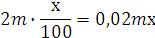 2m · x/100 = 0,02mx